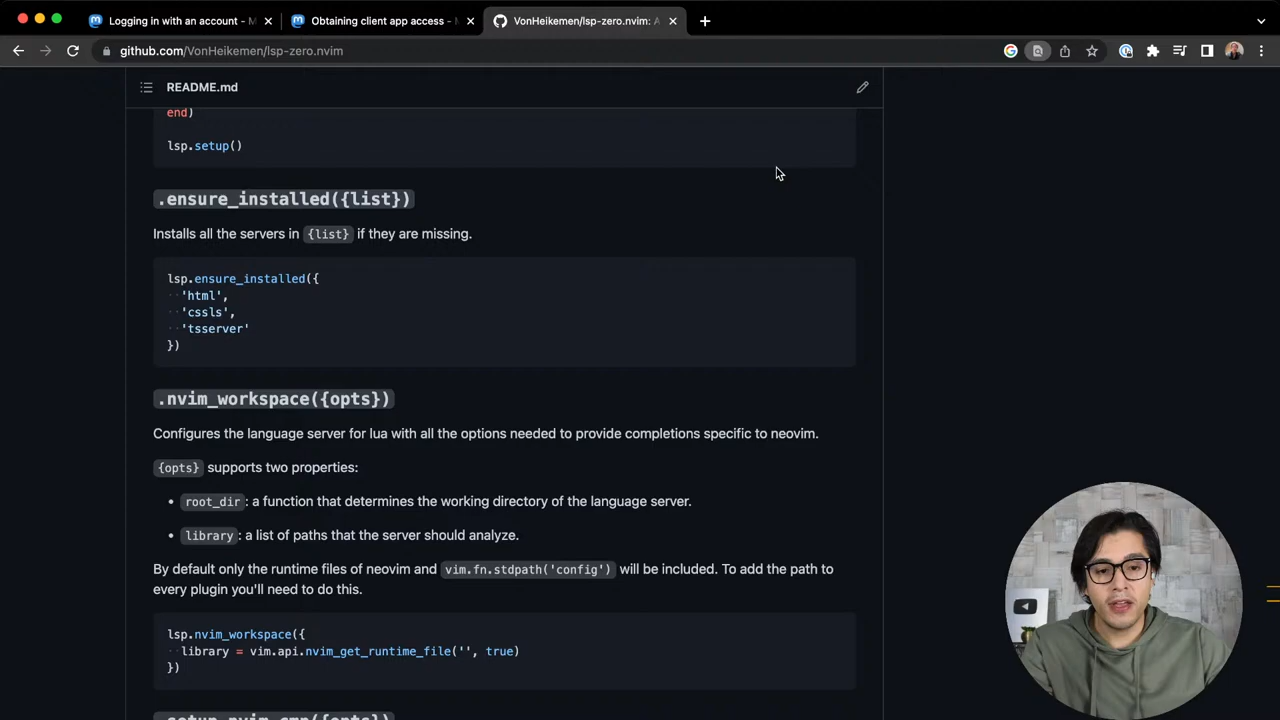 Logging in with an account - M
Obtaining client app access -
VonHeikemen/lsp-zero.nvim: A
github.com/VonHeikemen/lsp-zero.nvim
README.md
end)
lsp.setup()
.ensure_installed({list})
Installs all the servers in {list} if they are missing.
lsp.ensure_installed({
'html',
'cssls',
'tsserver'
})
.nvim_workspace({opts})
Configures the language server for lua with all the options needed to provide completions specific to neovim.
{opts} supports two properties:
• root_dir: a function that determines the working directory of the language server.
• library: a list of paths that the server should analyze.
By default only the runtime files of neovim and vim.fn.stdpath('config') will be included. To add the path to
every plugin you'll need to do this.
lsp.nvim_workspace({
library = vim.api.nvim_get_runtime_file('', true)
})
.setup_nvim_cmp({opts})